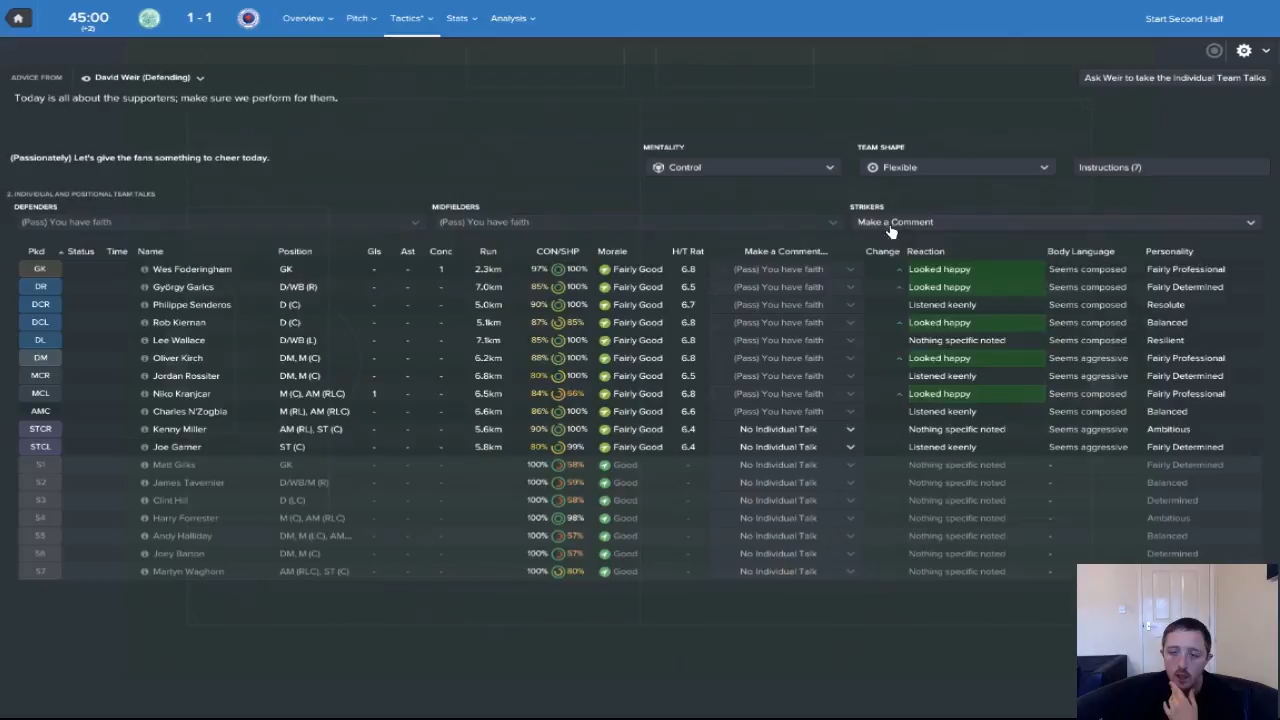 45:00 1 - 1 Overview Pitch Tactics* Stats Analysis Start Second Half
(+2)
ADVICE FROM David Weir (Defending) Ask Weir to take the Individual Team Talks
Today is all about the supporters; make sure we perform for them.
MENTALITY TEAM SHAPE
(Passionately) Let's give the fans something to cheer today.
Control Flexible Instructions (7)
2. INDIVIDUAL AND POSITIONAL TEAM TALKS
DEFENDERS MIDFIELDERS STRIKERS
(Pass) You have faith (Pass) You have faith Make a Comment
Pkd Status Time Name Position Gls Ast Conc Run CON/SHP Morale H/T Rat Make a Comment... Change Reaction Body Language Personality
GK Wes Foderingham GK - - 1 2.3km 97% 100% Fairly Good 6.8 (Pass) You have faith Looked happy Seems composed Fairly Professional
DR György Garics D/WB (R) - - - 7.0km 85% 100% Fairly Good 6.5 (Pass) You have faith Looked happy Seems composed Fairly Determined
DCR Philippe Senderos D (C) - - - 5.0km 90% 100% Fairly Good 6.7 (Pass) You have faith Listened keenly Seems composed Resolute
DCL Rob Kiernan D (C) - - - 5.1km 87% 85% Fairly Good 6.8 (Pass) You have faith Looked happy Seems composed Balanced
DL Lee Wallace D/WB (L) - - - 7.1km 85% 100% Fairly Good 6.8 (Pass) You have faith Nothing specific noted Seems composed Resilient
DM Oliver Kirch DM, M (C) - - - 6.2km 88% 100% Fairly Good 6.8 (Pass) You have faith Looked happy Seems aggressive Fairly Professional
MCR Jordan Rossiter DM, M (C) - - - 6.8km 80% 100% Fairly Good 6.5 (Pass) You have faith Listened keenly Seems aggressive Fairly Determined
MCL Niko Kranjcar M (C), AM (RLC) 1 - - 6.5km 84% 66% Fairly Good 6.8 (Pass) You have faith Looked happy Seems composed Fairly Professional
AMC Charles N'Zogbia M (RL), AM (RLC) - - - 6.6km 86% 100% Fairly Good 6.6 (Pass) You have faith Listened keenly Seems composed Balanced
STCR Kenny Miller AM (RL), ST (C) - - - 5.6km 90% 100% Fairly Good 6.4 No Individual Talk Nothing specific noted Seems aggressive Ambitious
STCL Joe Garner ST (C) - - - 5.8km 80% 99% Fairly Good 6.4 No Individual Talk Listened keenly Seems composed Fairly Determined
S1 Matt Gilks GK 100% 58% Good - No Individual Talk Nothing specific noted - Fairly Determined
S2 James Tavernier D/WB/M (R) 100% 59% Good - No Individual Talk Nothing specific noted - Balanced
S3 Clint Hill D (LC) 100% 58% Good - No Individual Talk Nothing specific noted - Determined
S4 Harry Forrester M (C), AM (RLC) 100% 98% Good - No Individual Talk Nothing specific noted - Ambitious
S5 Andy Halliday DM, M (LC), AM... 100% 57% Good - No Individual Talk Nothing specific noted - Balanced
S6 Joey Barton DM, M (C) 100% 57% Good - No Individual Talk Nothing specific noted - Determined
S7 Martyn Waghorn AM (RLC), ST (C) 100% 80% Good - No Individual Talk Nothing specific noted